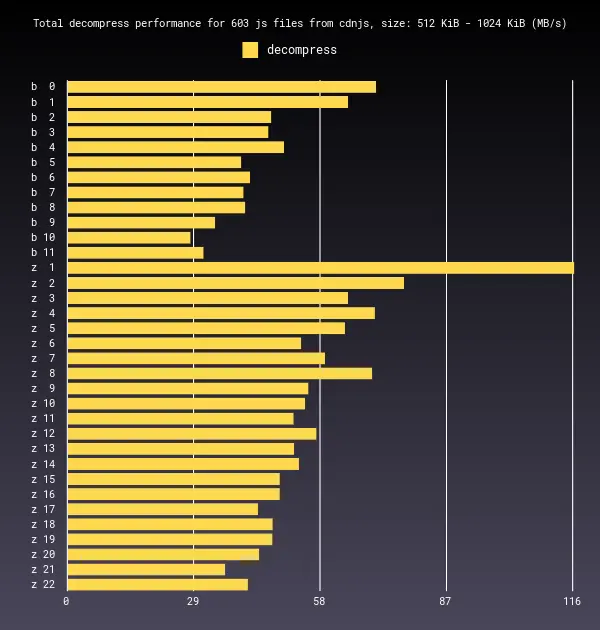 Total decompress performance for 603 js files from cdnjs, size: 512 KiB - 1024 KiB (MB/s)
decompress
b 0
b 1
b 2
b 3
b 4
b 5
b 6
b 7
b 8
b 9
b 10
b 11
z 1
z 2
z 3
z 4
z 5
z 6
z 7
z 8
z 9
z 10
z 11
z 12
z 13
z 14
z 15
z 16
z 17
z 18
z 19
z 20
z 21
z 22
0 29 58 87 116